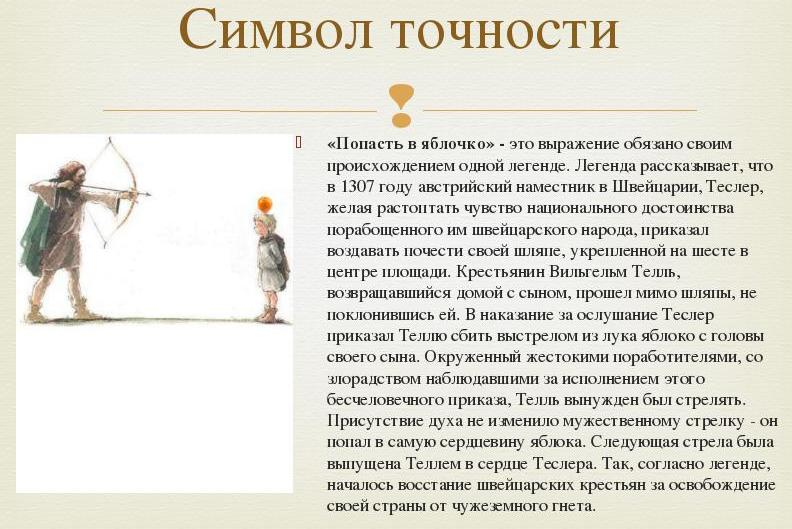 Символ точности
«Попасть в яблочко» - это выражение обязано своим
происхождением одной легенде. Легенда рассказывает, что
в 1307 году австрийский наместник в Швейцарии, Теслер,
желая растоптать чувство национального достоинства
порабощенного им швейцарского народа, приказал
воздавать почести своей шляпе, укрепленной на шесте в
центре площади. Крестьянин Вильгельм Телль,
возвращавшийся домой с сыном, прошел мимо шляпы, не
поклонившись ей. В наказание за ослушание Теслер
приказал Теллю сбить выстрелом из лука яблоко с головы
своего сына. Окруженный жестокими поработителями, со
злорадством наблюдавшими за исполнением этого
бесчеловечного приказа, Телль вынужден был стрелять.
Присутствие духа не изменило мужественному стрелку - он
попал в самую сердцевину яблока. Следующая стрела была
выпущена Теллем в сердце Теслера. Так, согласно легенде,
началось восстание швейцарских крестьян за освобождение
своей страны от чужеземного гнета.